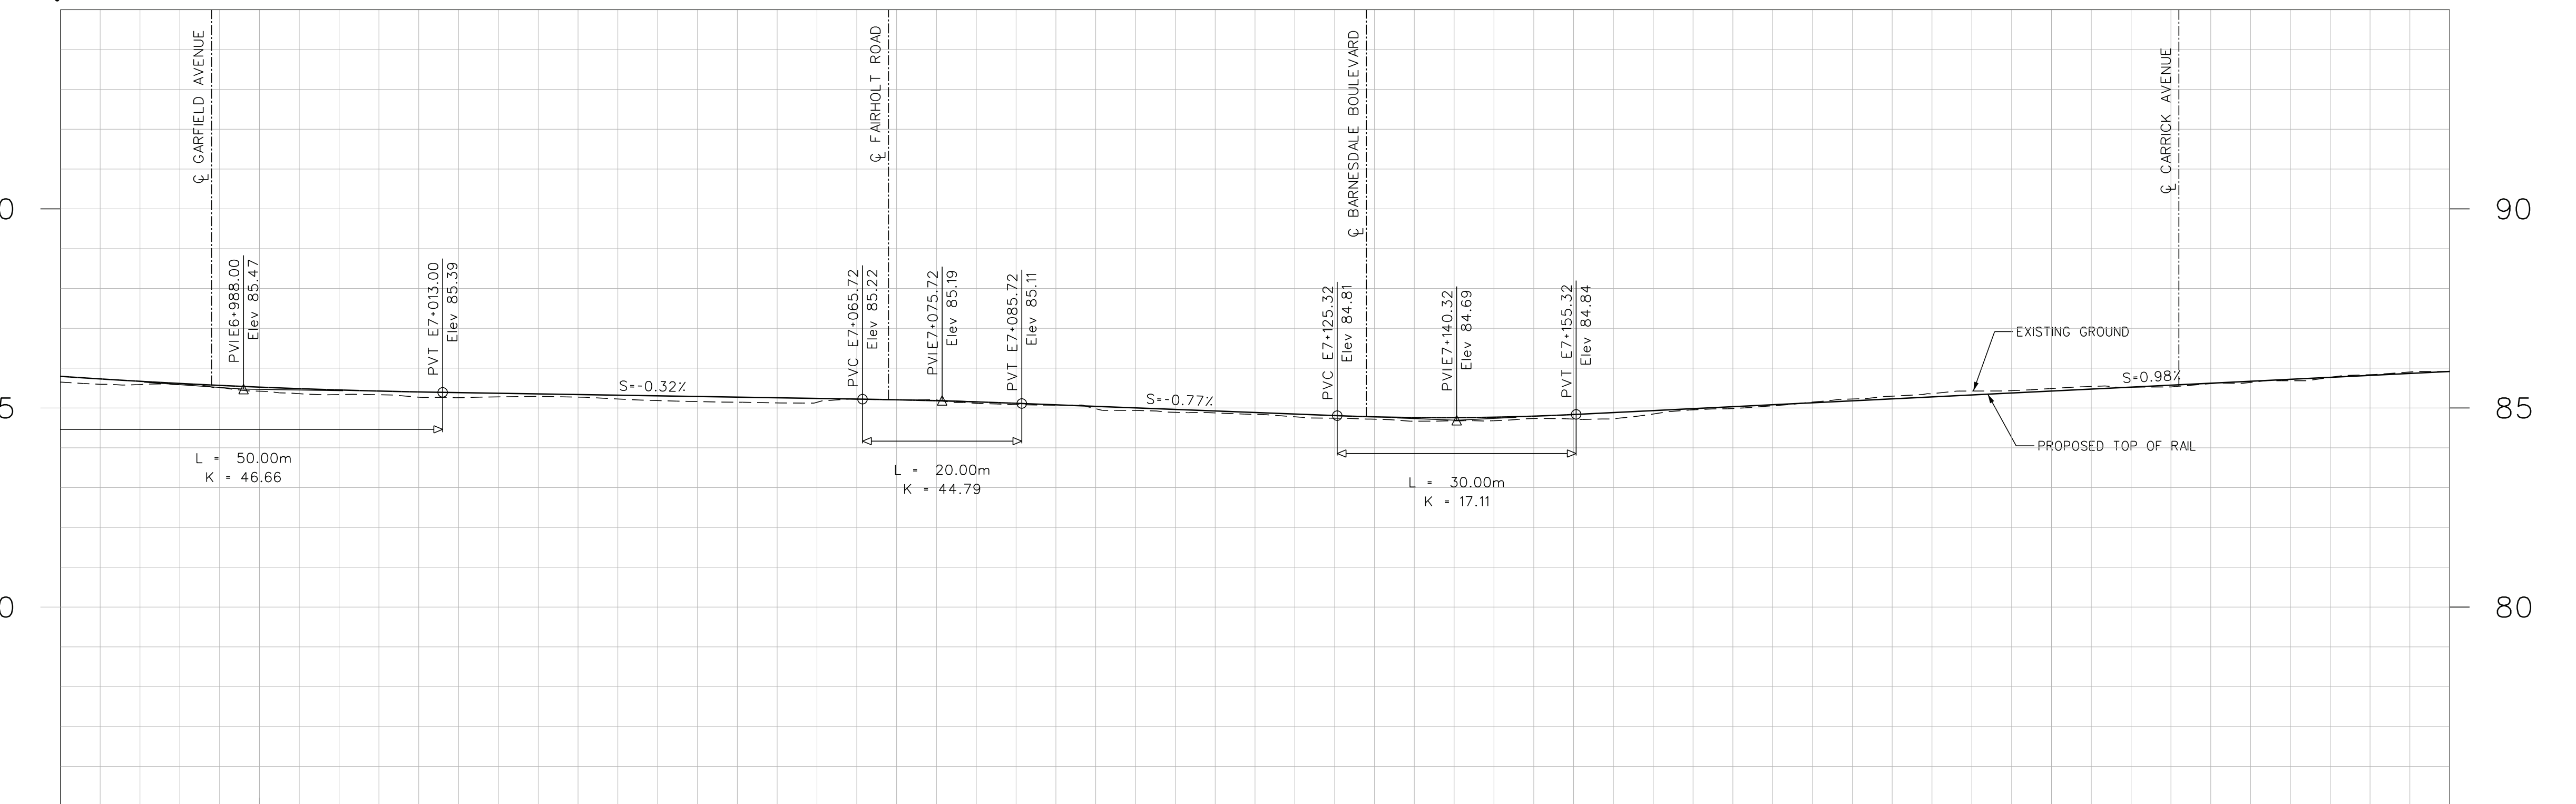 ℄ GARFIELD AVENUE
℄ FAIRHOLT ROAD
℄ BARNESDALE BOULEVARD
℄ CARRICK AVENUE
0
90
PVI E6+988.00
Elev 85.47
PVT E7+013.00
Elev 85.39
PVC E7+065.72
Elev 85.22
PVI E7+075.72
Elev 85.19
PVT E7+085.72
Elev 85.11
PVC E7+125.32
Elev 84.81
PVI E7+140.32
Elev 84.69
PVT E7+155.32
Elev 84.84
EXISTING GROUND
S=-0.32%
S=-0.77%
S=0.98%
5
85
PROPOSED TOP OF RAIL
L = 50.00m
K = 46.66
L = 20.00m
K = 44.79
L = 30.00m
K = 17.11
0
80